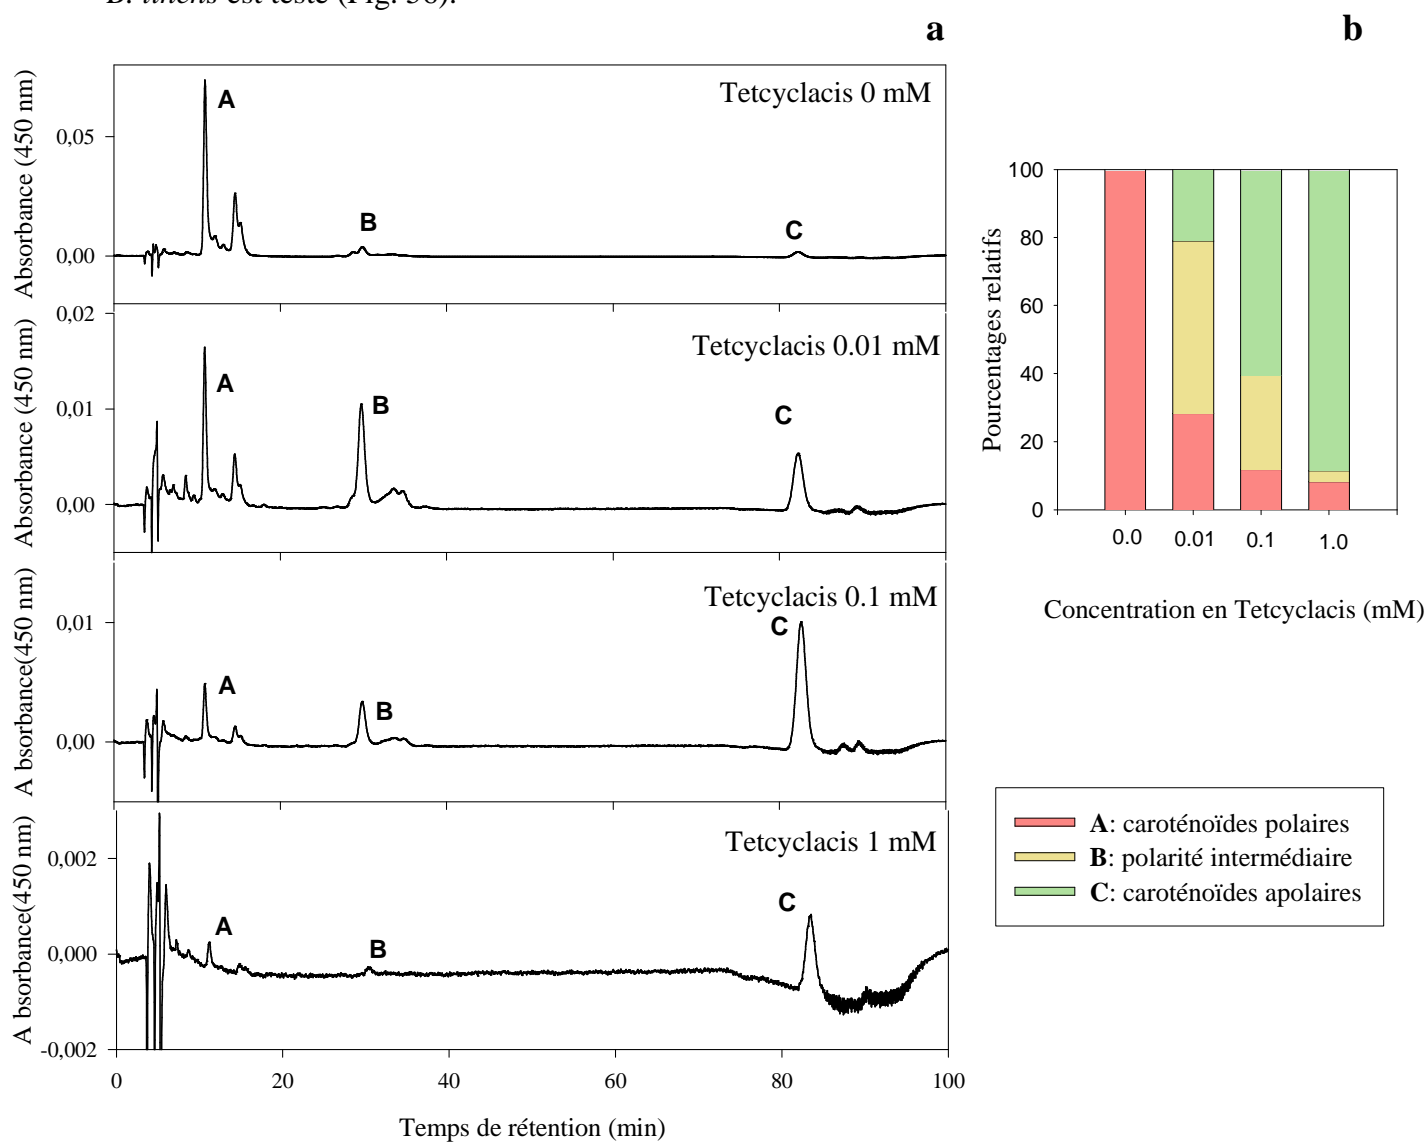 B. linens est testé (Fig. 36).
a
b
Absorbance (450 nm)
Tetcyclacis 0 mM
0,05
0,00
A
B
C
Absorbance (450 nm)
Tetcyclacis 0.01 mM
0,02
0,01
0,00
A
B
C
A bsorbance(450 nm)
Tetcyclacis 0.1 mM
0,01
0,00
A
B
C
A bsorbance(450 nm)
Tetcyclacis 1 mM
0,002
0,000
-0,002
A
B
C
0 20 40 60 80 100
Temps de rétention (min)
Pourcentages relatifs
100
80
60
40
20
0
0.0 0.01 0.1 1.0
Concentration en Tetcyclacis (mM)
A: caroténoïdes polaires
B: polarité intermédiaire
C: caroténoïdes apolaires